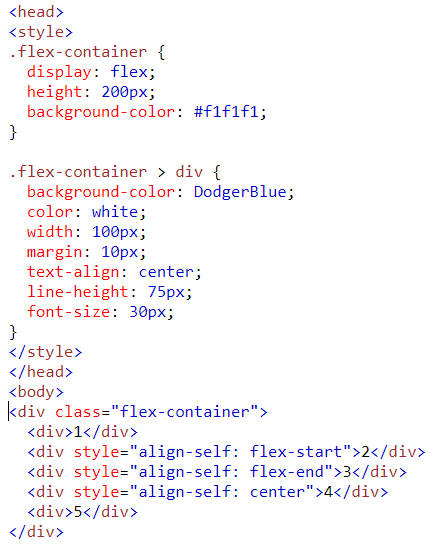 <head>
<style>
.flex-container {
  display: flex;
  height: 200px;
  background-color: #f1f1f1;
}

.flex-container > div {
  background-color: DodgerBlue;
  color: white;
  width: 100px;
  margin: 10px;
  text-align: center;
  line-height: 75px;
  font-size: 30px;
}
</style>
</head>
<body>
<div class="flex-container">
  <div>1</div>
  <div style="align-self: flex-start">2</div>
  <div style="align-self: flex-end">3</div>
  <div style="align-self: center">4</div>
  <div>5</div>
</div>